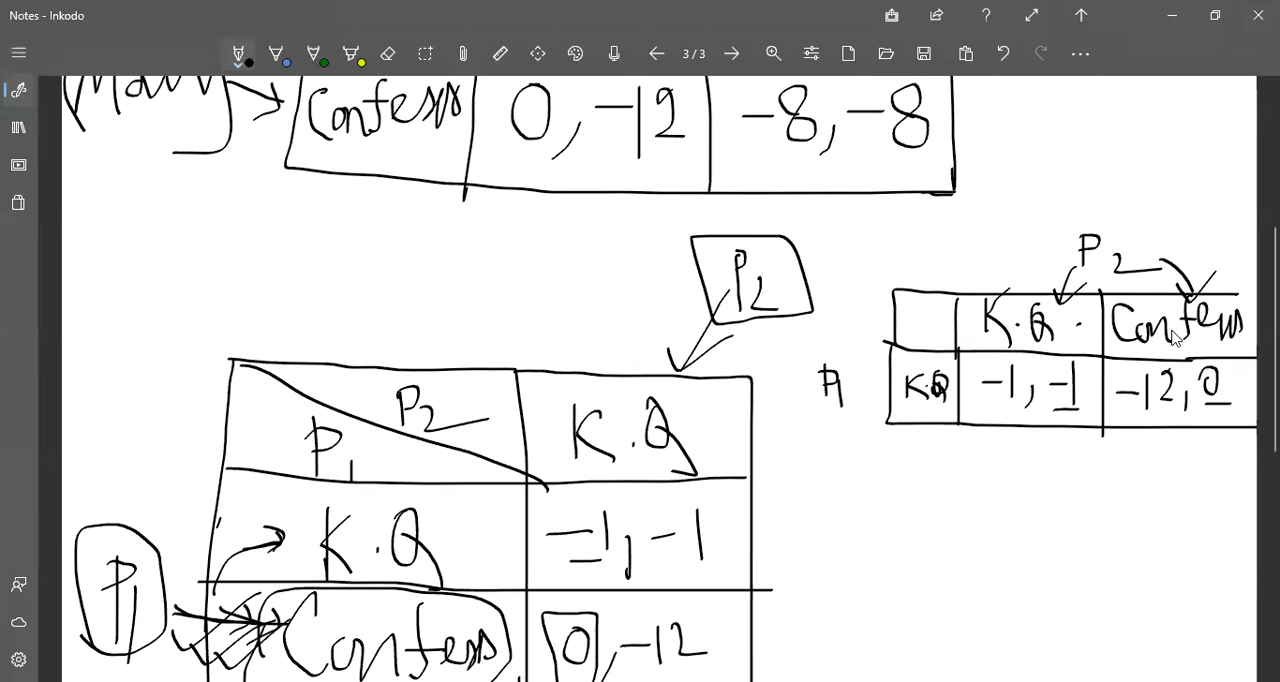 Notes - Inkodo
3/3
Mary
Confess 0, -12 -8, -8
P2
P2
K.Q. Confess
P1 K.Q -1, -1 -12, 0
P2
P1
K.Q
K.Q -1, -1
P1
Confess 0, -12